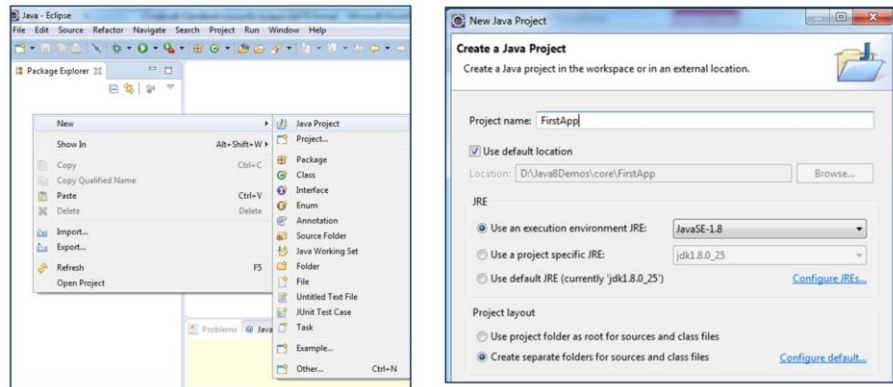 Java - Eclipse
File Edit Source Refactor Navigate Search Project Run Window Help
Package Explorer
New
Show In Alt+Shift+W
Copy Ctrl+C
Copy Qualified Name
Paste Ctrl+V
Delete Delete
Import...
Export...
Refresh F5
Open Project
Java Project
Project...
Package
Class
Interface
Enum
Annotation
Source Folder
Java Working Set
Folder
File
Untitled Text File
JUnit Test Case
Task
Example...
Other... Ctrl+N
Problems @ Java
New Java Project
Create a Java Project
Create a Java project in the workspace or in an external location.
Project name: FirstApp
Use default location
Location: D:\Java8Demos\core\FirstApp Browse...
JRE
Use an execution environment JRE: JavaSE-1.8
Use a project specific JRE: jdk1.8.0_25
Use default JRE (currently 'jdk1.8.0_25') Configure JREs...
Project layout
Use project folder as root for sources and class files
Create separate folders for sources and class files Configure default...